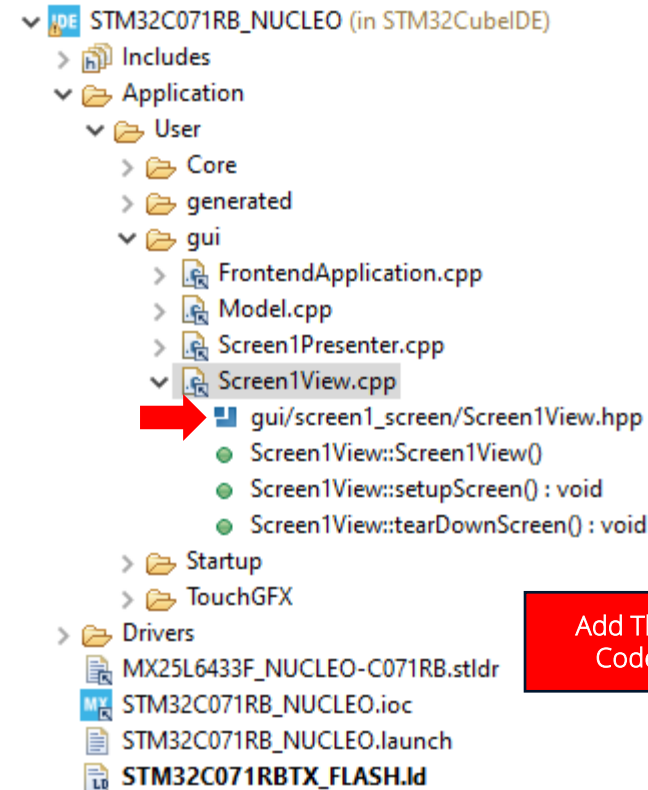 IDE STM32C071RB_NUCLEO (in STM32CubeIDE)
Includes
Application
User
Core
generated
gui
FrontendApplication.cpp
Model.cpp
Screen1Presenter.cpp
Screen1View.cpp
gui/screen1_screen/Screen1View.hpp
Screen1View::Screen1View()
Screen1View::setupScreen() : void
Screen1View::tearDownScreen() : void
Startup
TouchGFX
Drivers
Add
MX25L6433F_NUCLEO-C071RB.stldr
MX STM32C071RB_NUCLEO.ioc
STM32C071RB_NUCLEO.launch
LD STM32C071RBTX_FLASH.ld